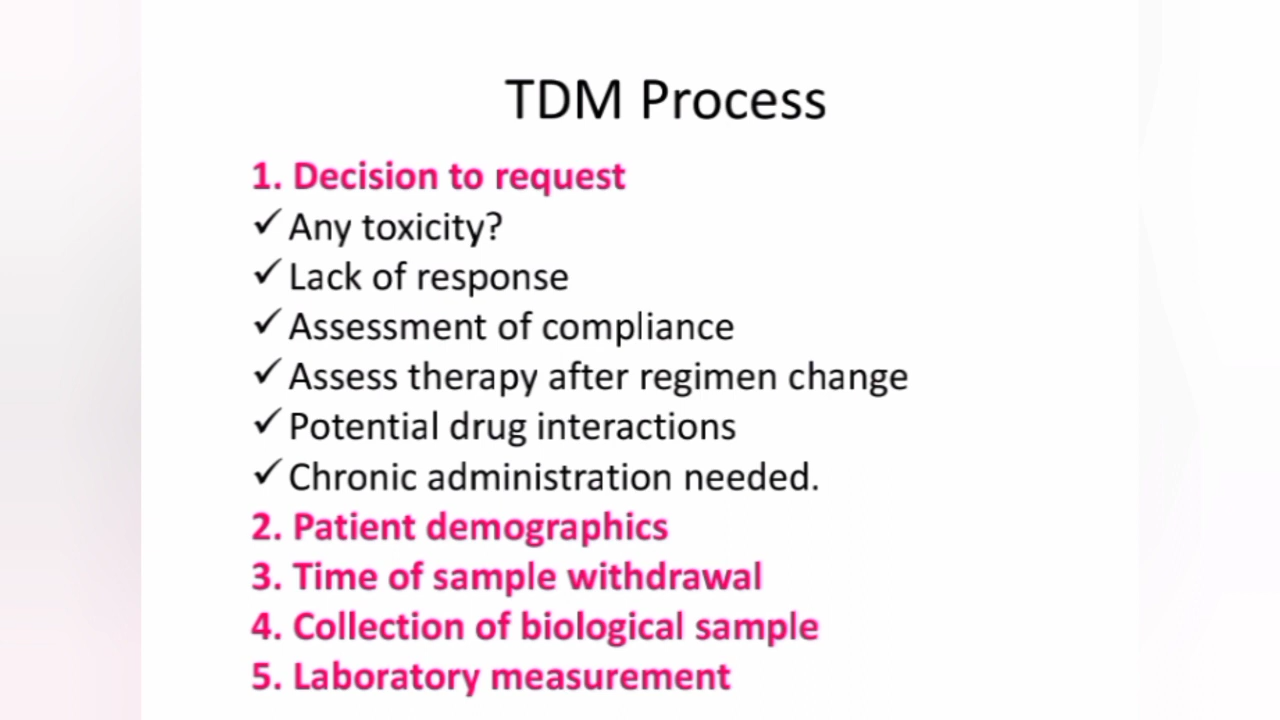 TDM Process
1. Decision to request
✓ Any toxicity?
✓ Lack of response
✓ Assessment of compliance
✓ Assess therapy after regimen change
✓ Potential drug interactions
✓ Chronic administration needed.
2. Patient demographics
3. Time of sample withdrawal
4. Collection of biological sample
5. Laboratory measurement